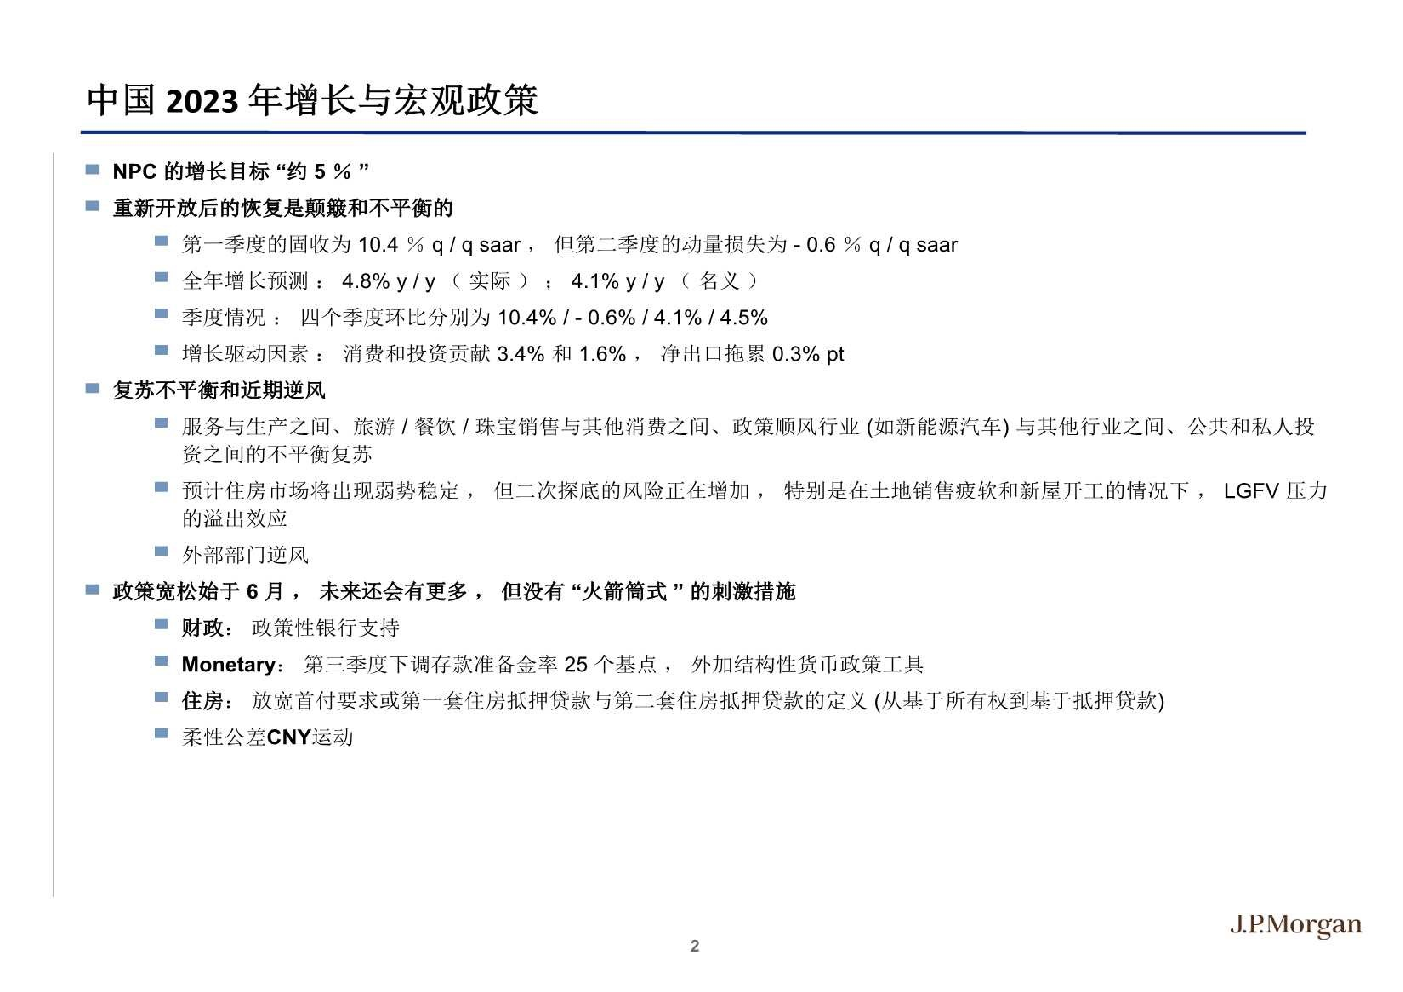 中国 2023 年增长与宏观政策
NPC 的增长目标 “约 5 % ”
重新开放后的恢复是颠簸和不平衡的
第一季度的固收为 10.4 % q / q saar ， 但第二季度的动量损失为 - 0.6 % q / q saar
全年增长预测 ： 4.8% y / y （ 实际 ） ； 4.1% y / y （ 名义 ）
季度情况 ： 四个季度环比分别为 10.4% / - 0.6% / 4.1% / 4.5%
增长驱动因素 ： 消费和投资贡献 3.4% 和 1.6% ， 净出口拖累 0.3% pt
复苏不平衡和近期逆风
服务与生产之间、旅游 / 餐饮 / 珠宝销售与其他消费之间、政策顺风行业 (如新能源汽车) 与其他行业之间、公共和私人投
资之间的不平衡复苏
预计住房市场将出现弱势稳定 ， 但二次探底的风险正在增加 ， 特别是在土地销售疲软和新屋开工的情况下 ， LGFV 压力
的溢出效应
外部部门逆风
政策宽松始于 6 月 ， 未来还会有更多 ， 但没有 “火箭筒式 ” 的刺激措施
财政： 政策性银行支持
Monetary： 第三季度下调存款准备金率 25 个基点 ， 外加结构性货币政策工具
住房： 放宽首付要求或第一套住房抵押贷款与第二套住房抵押贷款的定义 (从基于所有权到基于抵押贷款)
柔性公差CNY运动
J.P.Morgan
2